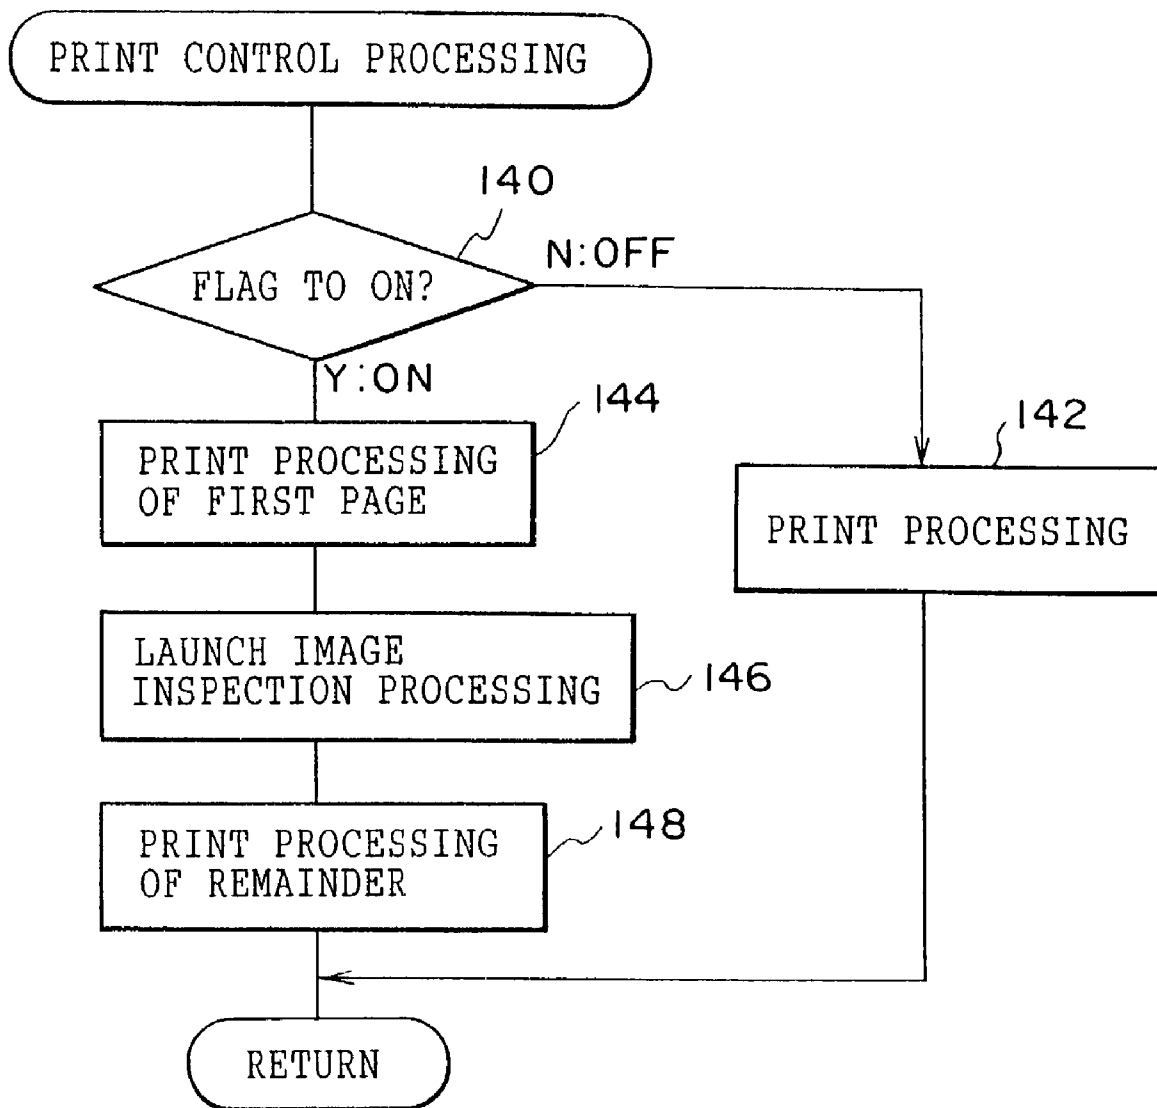 PRINT CONTROL PROCESSING
140
FLAG TO ON?
N:OFF
Y:ON
144
PRINT PROCESSING
OF FIRST PAGE
142
PRINT PROCESSING
LAUNCH IMAGE
INSPECTION PROCESSING
146
PRINT PROCESSING
OF REMAINDER
148
RETURN